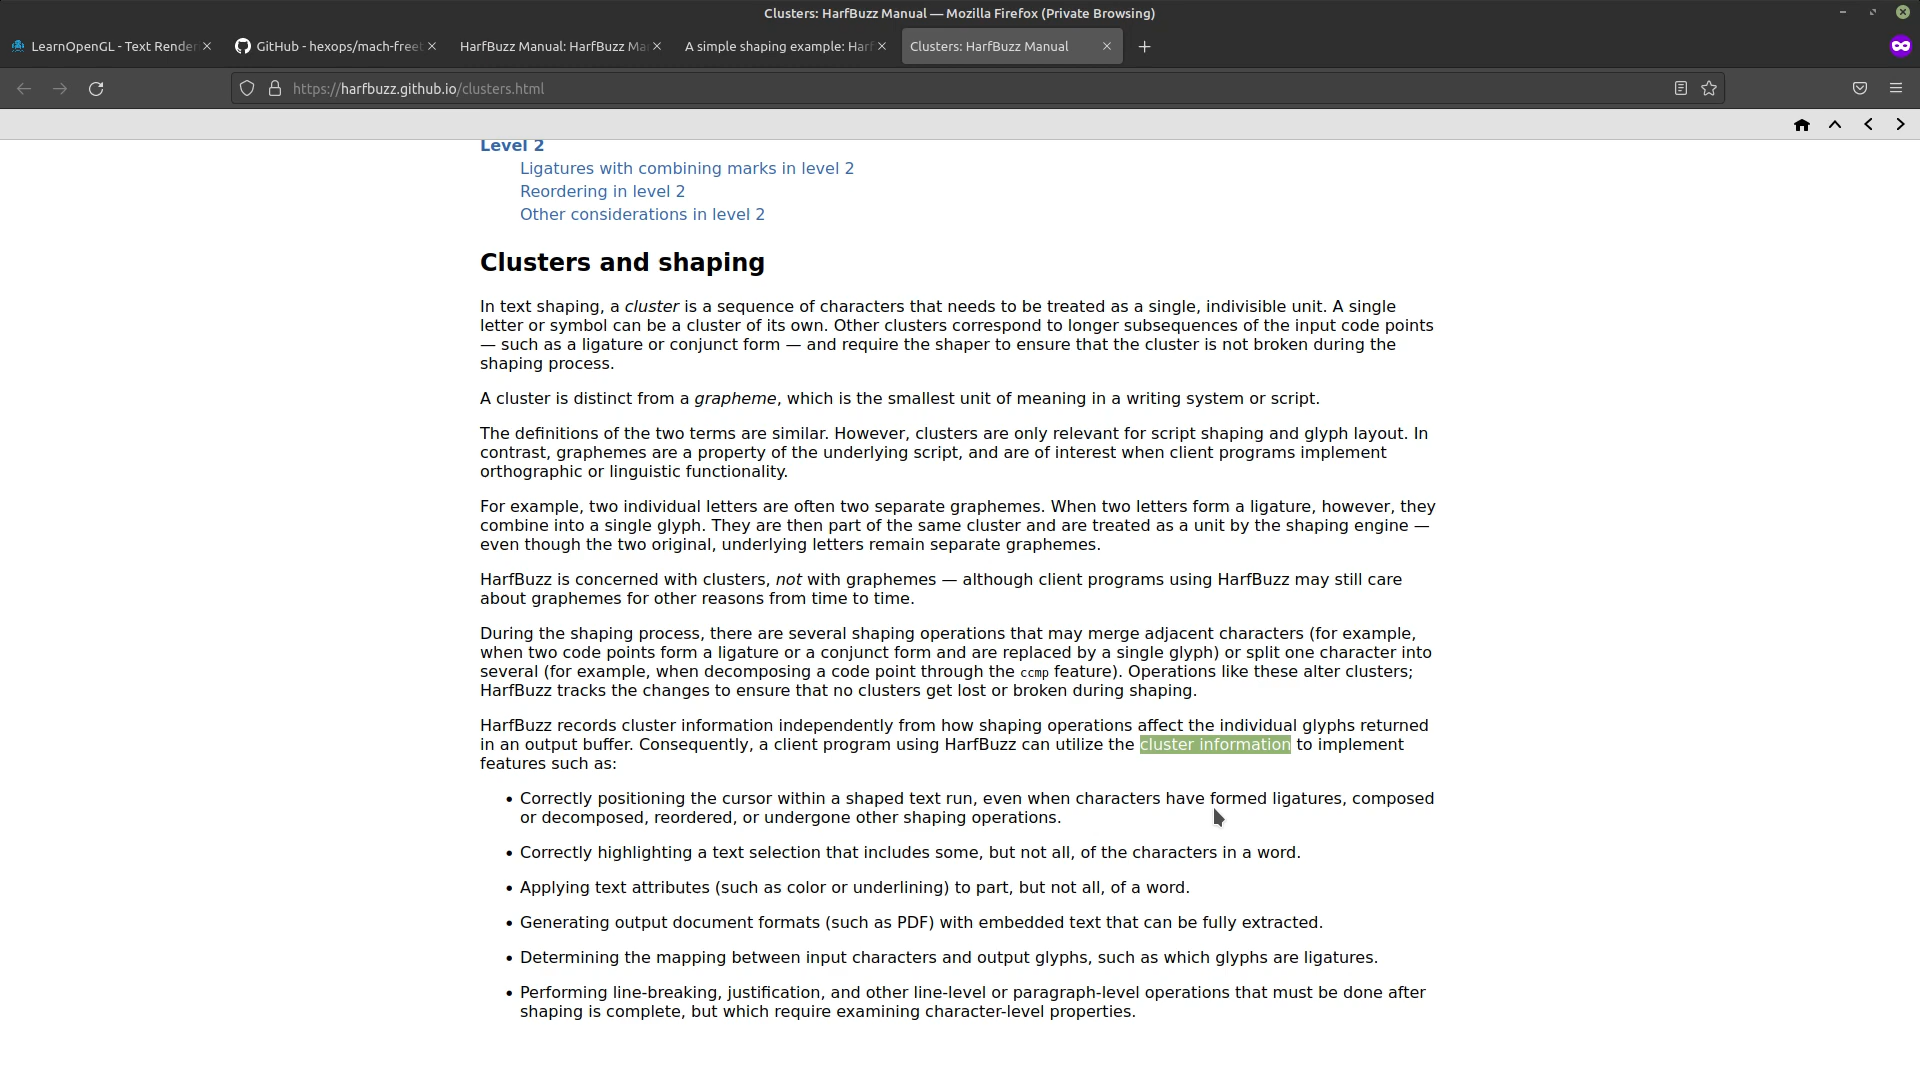 Clusters: HarfBuzz Manual — Mozilla Firefox (Private Browsing)
LearnOpenGL - Text Render
GitHub - hexops/mach-freet
HarfBuzz Manual: HarfBuzz Ma
A simple shaping example: Harf
Clusters: HarfBuzz Manual
https://harfbuzz.github.io/clusters.html
Level 2
Ligatures with combining marks in level 2
Reordering in level 2
Other considerations in level 2
Clusters and shaping
In text shaping, a cluster is a sequence of characters that needs to be treated as a single, indivisible unit. A single
letter or symbol can be a cluster of its own. Other clusters correspond to longer subsequences of the input code points
— such as a ligature or conjunct form — and require the shaper to ensure that the cluster is not broken during the
shaping process.
A cluster is distinct from a grapheme, which is the smallest unit of meaning in a writing system or script.
The definitions of the two terms are similar. However, clusters are only relevant for script shaping and glyph layout. In
contrast, graphemes are a property of the underlying script, and are of interest when client programs implement
orthographic or linguistic functionality.
For example, two individual letters are often two separate graphemes. When two letters form a ligature, however, they
combine into a single glyph. They are then part of the same cluster and are treated as a unit by the shaping engine —
even though the two original, underlying letters remain separate graphemes.
HarfBuzz is concerned with clusters, not with graphemes — although client programs using HarfBuzz may still care
about graphemes for other reasons from time to time.
During the shaping process, there are several shaping operations that may merge adjacent characters (for example,
when two code points form a ligature or a conjunct form and are replaced by a single glyph) or split one character into
several (for example, when decomposing a code point through the ccmp feature). Operations like these alter clusters;
HarfBuzz tracks the changes to ensure that no clusters get lost or broken during shaping.
HarfBuzz records cluster information independently from how shaping operations affect the individual glyphs returned
in an output buffer. Consequently, a client program using HarfBuzz can utilize the cluster information to implement
features such as:
• Correctly positioning the cursor within a shaped text run, even when characters have formed ligatures, composed
or decomposed, reordered, or undergone other shaping operations.
• Correctly highlighting a text selection that includes some, but not all, of the characters in a word.
• Applying text attributes (such as color or underlining) to part, but not all, of a word.
• Generating output document formats (such as PDF) with embedded text that can be fully extracted.
• Determining the mapping between input characters and output glyphs, such as which glyphs are ligatures.
• Performing line-breaking, justification, and other line-level or paragraph-level operations that must be done after
shaping is complete, but which require examining character-level properties.